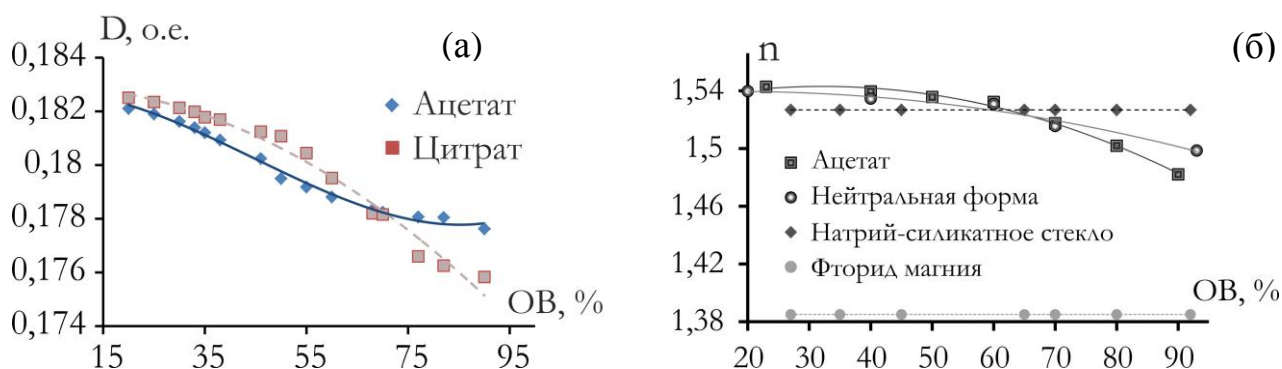 D, о.е.
(а)
0,184
0,182
0,18
0,178
0,176
0,174
Ацетат
Цитрат
ОВ, %
15 35 55 75 95
n
(б)
1,54
1,5
1,46
1,42
1,38
Ацетат
Нейтральная форма
Натрий-силикатное стекло
Фторид магния
ОВ, %
20 30 40 50 60 70 80 90